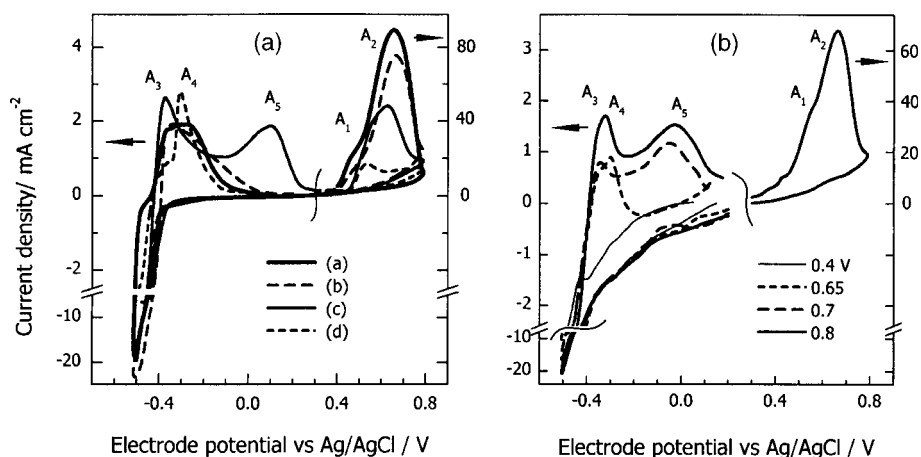 Current density/ mA cm⁻²
4
2
0
2
-10
-20
(a)
A₃
A₄
A₅
A₁
A₂
80
40
0
(a)
(b)
(c)
(d)
-0.4
0.0
0.4
0.8
Electrode potential vs Ag/AgCl / V
3
2
1
0
-1
-2
-10
-20
(b)
A₃
A₄
A₅
A₁
A₂
60
40
20
0
0.4 V
0.65
0.7
0.8
-0.4
0.0
0.4
0.8
Electrode potential vs Ag/AgCl / V